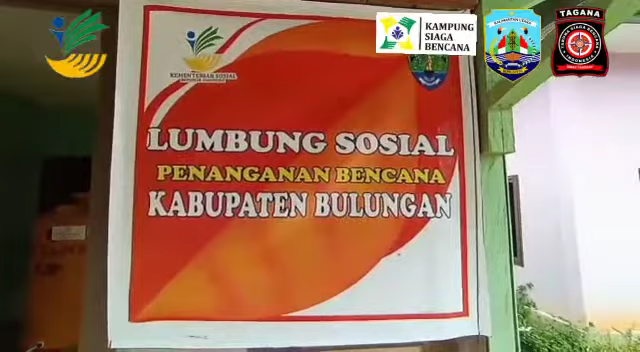 KAMPUNG
SIAGA
BENCANA
TAGANA
KEMENTERIAN SOSIAL
LUMBUNG SOSIAL
PENANGANAN BENCANA
KABUPATEN BULUNGAN